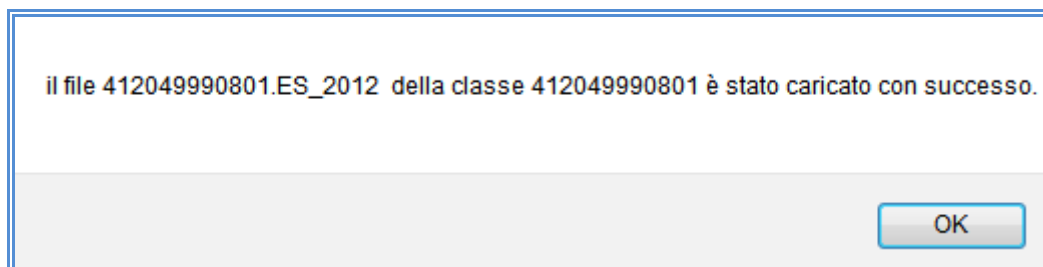 il file 412049990801.ES_2012 della classe 412049990801 è stato caricato con successo.
OK